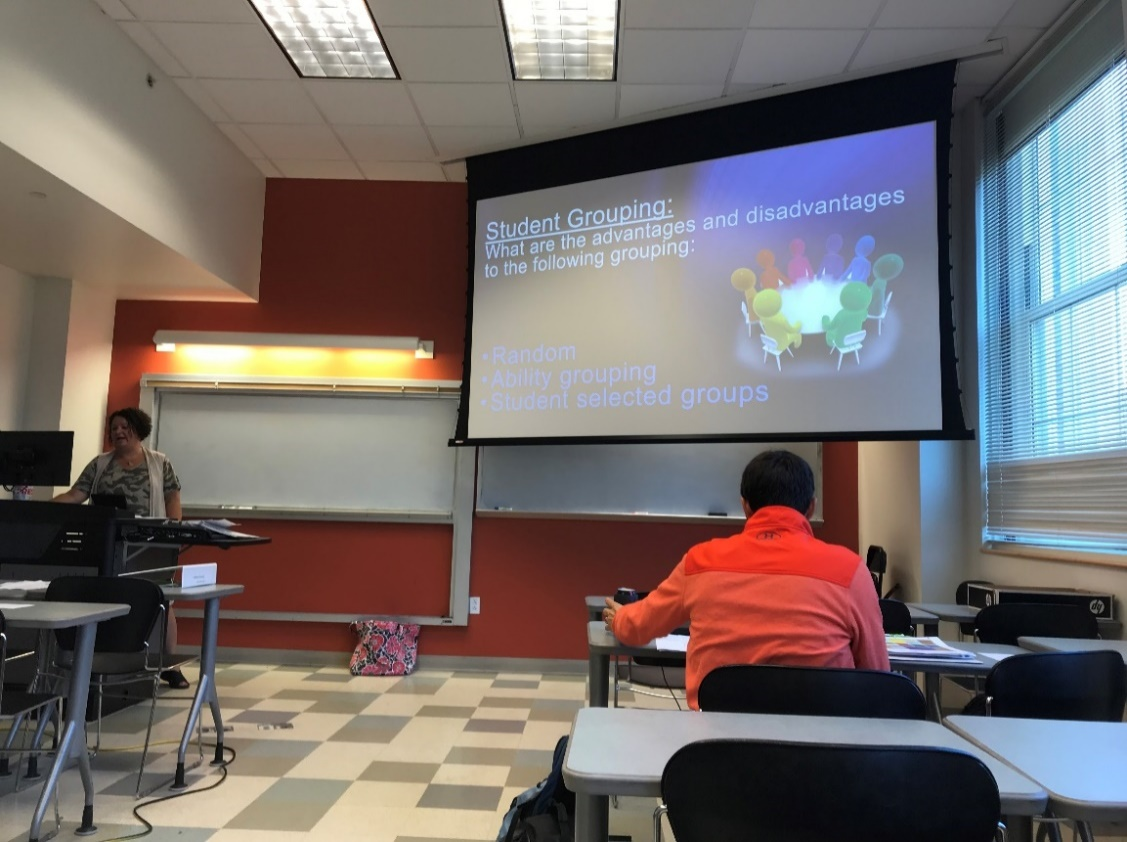 Student Grouping:
What are the advantages and disadvantages
to the following grouping:
• Random
• Ability grouping
• Student selected groups
hp